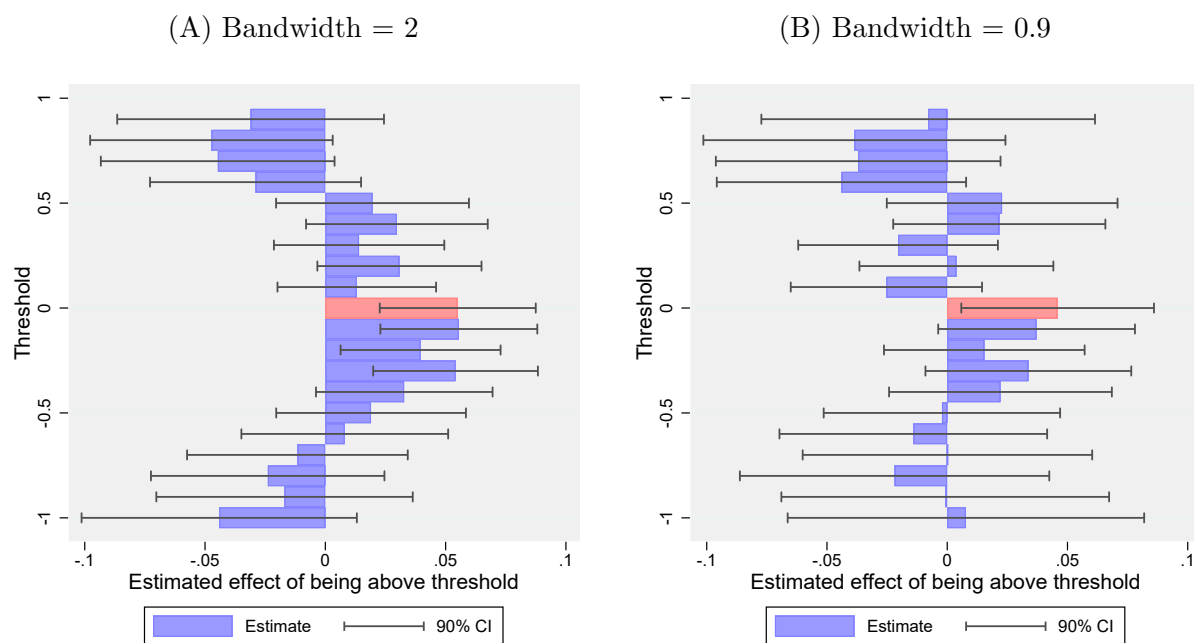 (A) Bandwidth = 2
1
0.5
0
-0.5
-1
Threshold
-.1 -.05 0 .05 .1
Estimated effect of being above threshold
Estimate 90% CI
(B) Bandwidth = 0.9
1
0.5
0
-0.5
-1
Threshold
-.1 -.05 0 .05 .1
Estimated effect of being above threshold
Estimate 90% CI